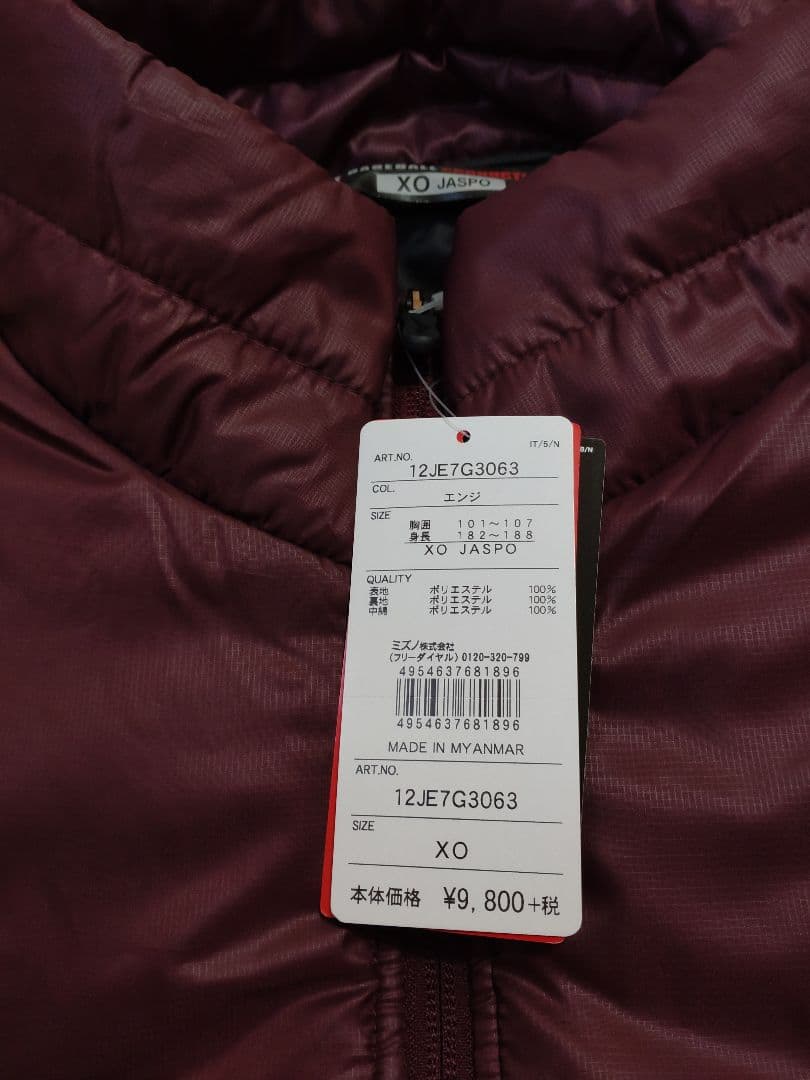 BASEBALL
XO JASPO
IT/5/N
ART.NO.
12JE7G3063
COL.
エンジ
SIZE
胸囲 101～107
身長 182～188
XO JASPO
QUALITY
表地 ポリエステル 100%
裏地 ポリエステル 100%
中綿 ポリエステル 100%
ミズノ株式会社
(フリーダイヤル) 0120-320-799
4954637681896
4954637681896
MADE IN MYANMAR
ART.NO.
12JE7G3063
SIZE
XO
本体価格 ¥9,800+税